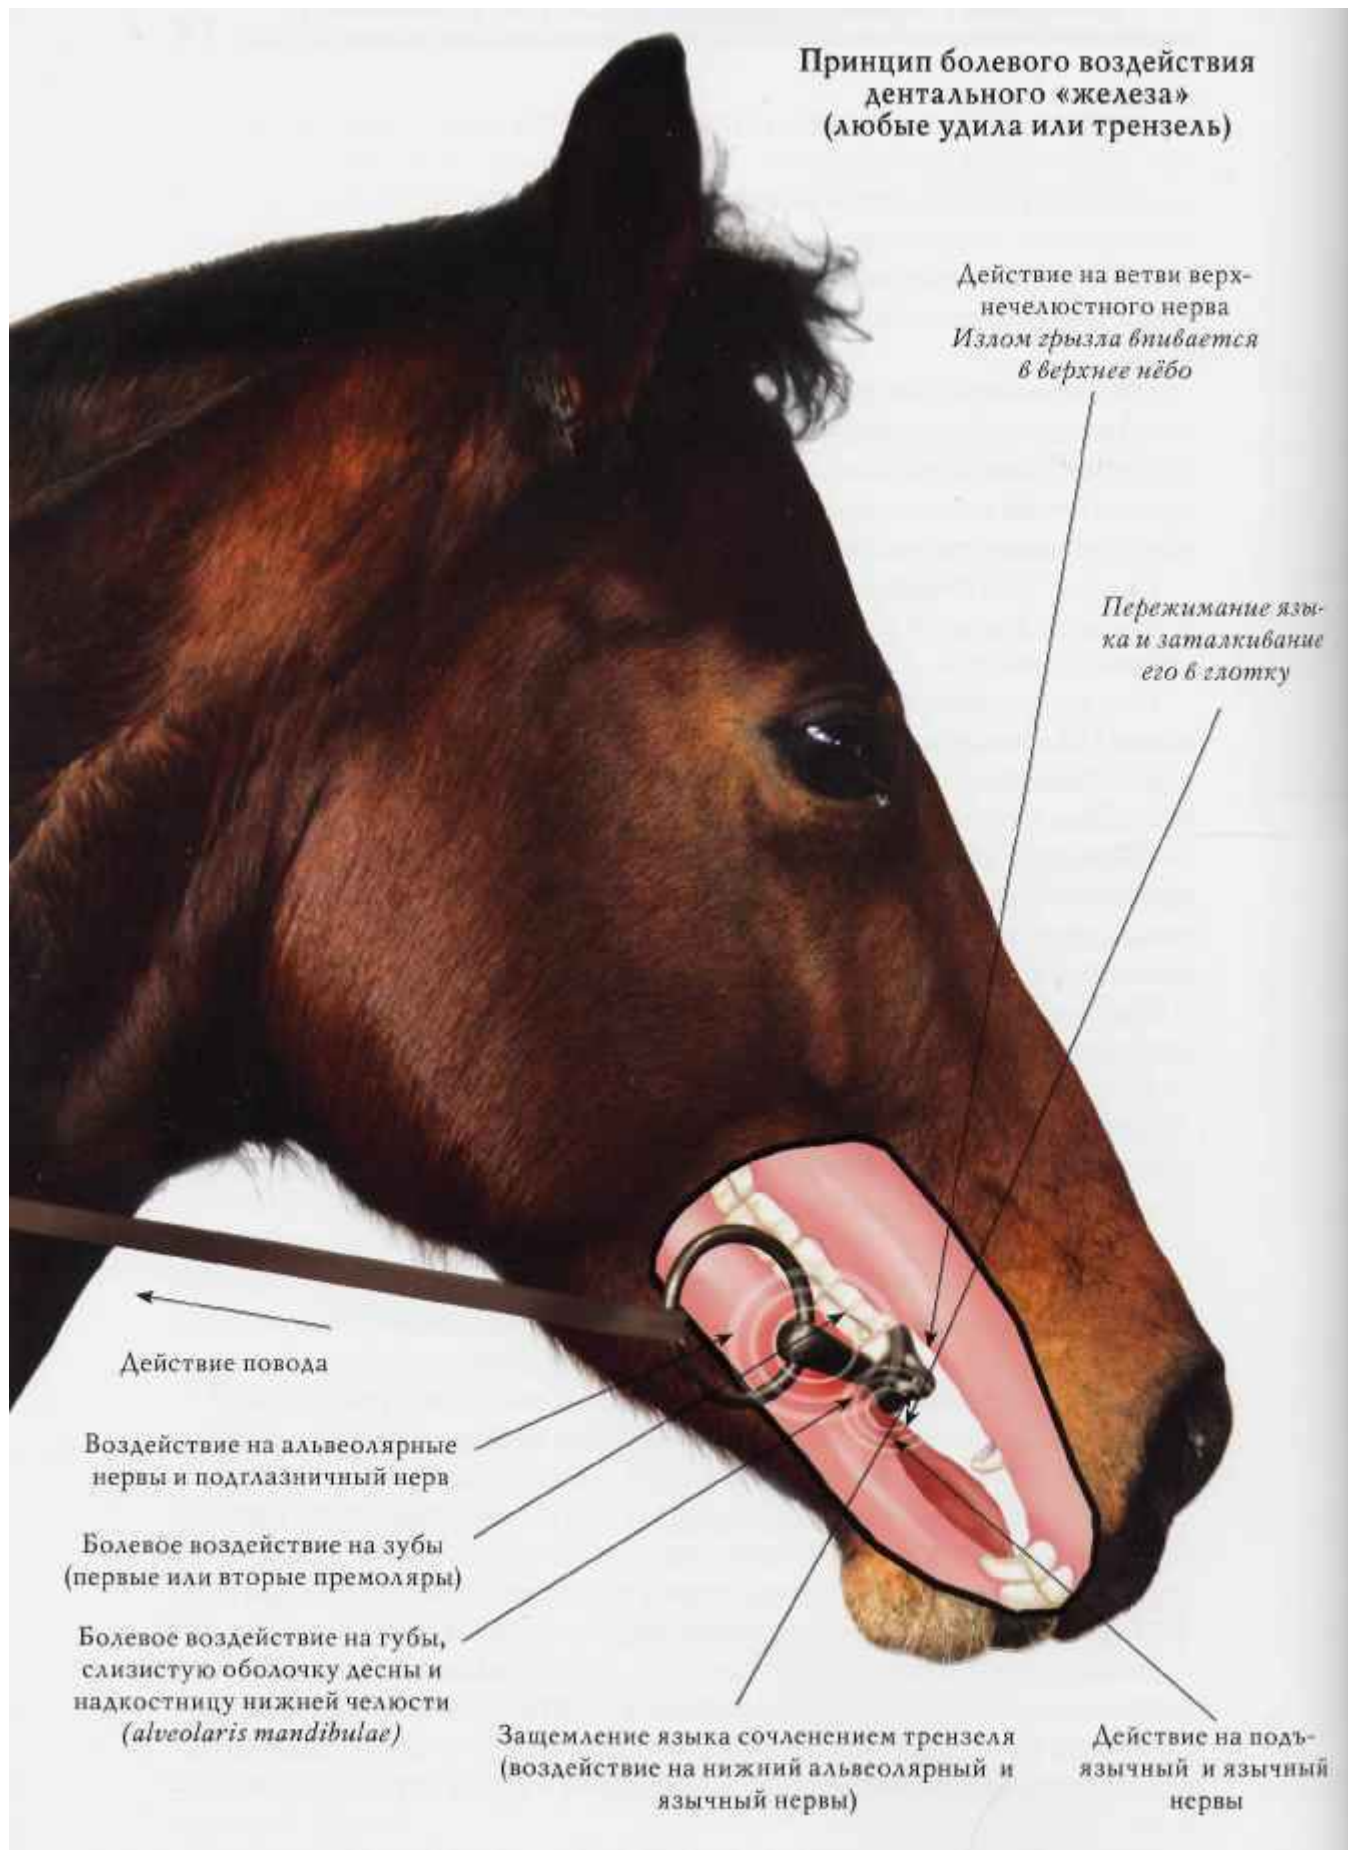 Принцип болевого воздействия
дентального «железа»
(любые удила или трензель)
Действие на ветви верх-
нечелюстного нерва
Излом грызла впивается
в верхнее нёбо
Пережимание язы-
ка и заталкивание
его в глотку
Действие повода
Воздействие на альвеолярные
нервы и подглазничный нерв
Болевое воздействие на зубы
(первые или вторые премоляры)
Болевое воздействие на губы,
слизистую оболочку десны и
надкостницу нижней челюсти
(alveolaris mandibulae)
Защемление языка сочленением трензеля
(воздействие на нижний альвеолярный и
язычный нервы)
Действие на подъ-
язычный и язычный
нервы